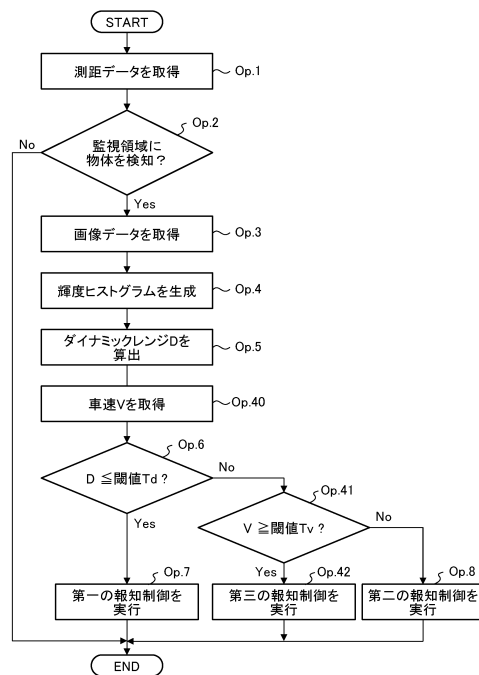 START
測距データを取得
Op.1
Op.2
監視領域に
物体を検知？
No
Yes
画像データを取得
Op.3
輝度ヒストグラムを生成
Op.4
ダイナミックレンジDを
算出
Op.5
車速Vを取得
Op.40
Op.6
D ≦閾値Td？
No
Yes
Op.41
V ≧閾値Tv？
No
Yes
Op.7
第一の報知制御を
実行
Op.42
第三の報知制御を
実行
Op.8
第二の報知制御を
実行
END